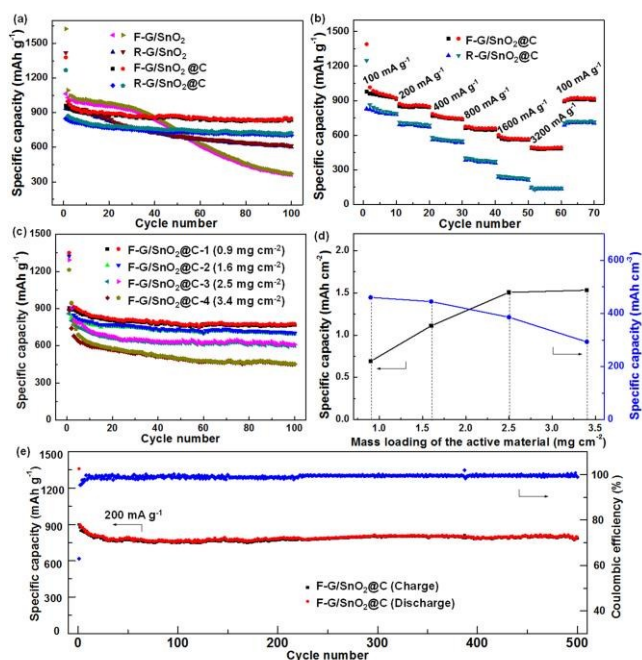 (a)
1500
1200
900
600
300
Specific capacity (mAh g⁻¹)
F-G/SnO₂
R-G/SnO₂
F-G/SnO₂@C
R-G/SnO₂@C
0 20 40 60 80 100
Cycle number
(b)
1500
1200
900
600
300
0
Specific capacity (mAh g⁻¹)
F-G/SnO₂@C
R-G/SnO₂@C
100 mA g⁻¹
200 mA g⁻¹
400 mA g⁻¹
800 mA g⁻¹
1600 mA g⁻¹
3200 mA g⁻¹
100 mA g⁻¹
0 10 20 30 40 50 60 70
Cycle number
(c)
1500
1200
900
600
300
0
Specific capacity (mAh g⁻¹)
F-G/SnO₂@C-1 (0.9 mg cm⁻²)
F-G/SnO₂@C-2 (1.6 mg cm⁻²)
F-G/SnO₂@C-3 (2.5 mg cm⁻²)
F-G/SnO₂@C-4 (3.4 mg cm⁻²)
0 20 40 60 80 100
Cycle number
(d)
2.0
1.5
1.0
0.5
0.0
Specific capacity (mAh cm⁻²)
600
400
300
200
0
Specific capacity (mAh cm⁻³)
1.0 1.5 2.0 2.5 3.0 3.5
Mass loading of the active material (mg cm⁻²)
(e)
1500
1200
900
600
300
0
Specific capacity (mAh g⁻¹)
200 mA g⁻¹
F-G/SnO₂@C (Charge)
F-G/SnO₂@C (Discharge)
100
80
60
40
Coulombic efficiency (%)
0 100 200 300 400 500
Cycle number